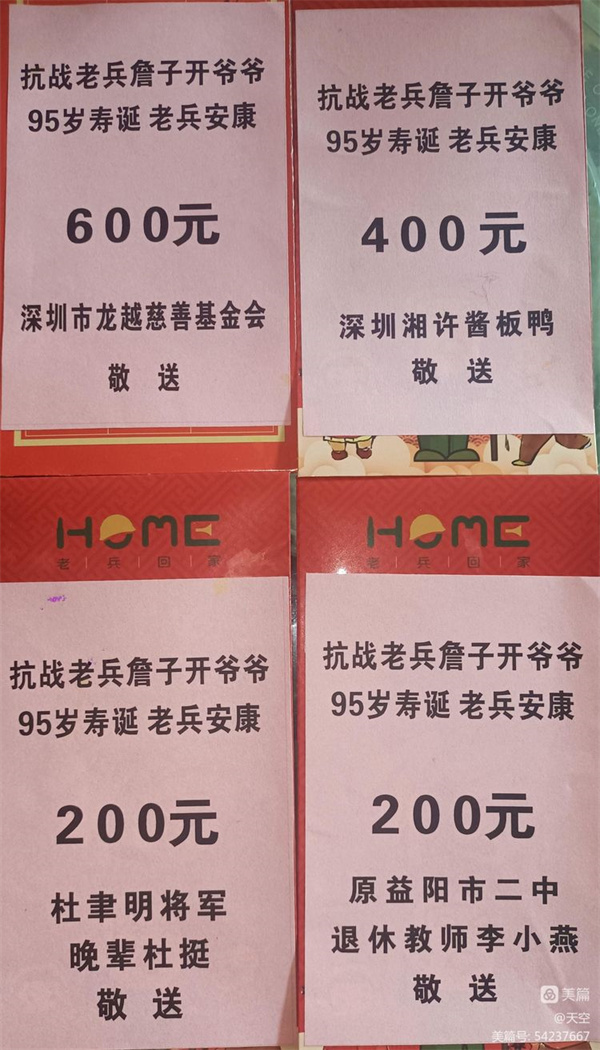 抗战老兵詹子开爷爷
95岁寿诞 老兵安康
600元
深圳市龙越慈善基金会
敬 送
抗战老兵詹子开爷爷
95岁寿诞 老兵安康
400元
深圳湘许酱板鸭
敬 送
HOME
老|兵|回|家
抗战老兵詹子开爷爷
95岁寿诞 老兵安康
200元
杜聿明将军
晚辈杜挺
敬 送
HOME
老|兵|回|家
抗战老兵詹子开爷爷
95岁寿诞 老兵安康
200元
原益阳市二中
退休教师李小燕
敬 送
美篇
@天空
美篇号: 54237667